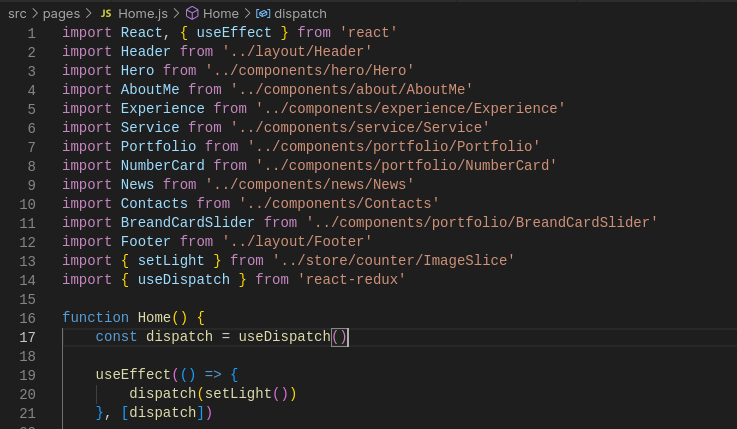 src > pages > JS Home.js > Home > dispatch
1 import React, { useEffect } from 'react'
2 import Header from '../layout/Header'
3 import Hero from '../components/hero/Hero'
4 import AboutMe from '../components/about/AboutMe'
5 import Experience from '../components/experience/Experience'
6 import Service from '../components/service/Service'
7 import Portfolio from '../components/portfolio/Portfolio'
8 import NumberCard from '../components/portfolio/NumberCard'
9 import News from '../components/news/News'
10 import Contacts from '../components/Contacts'
11 import BreandCardSlider from '../components/portfolio/BreandCardSlider'
12 import Footer from '../layout/Footer'
13 import { setLight } from '../store/counter/ImageSlice'
14 import { useDispatch } from 'react-redux'
15
16 function Home() {
17     const dispatch = useDispatch()
18
19     useEffect(() => {
20         dispatch(setLight())
21     }, [dispatch])